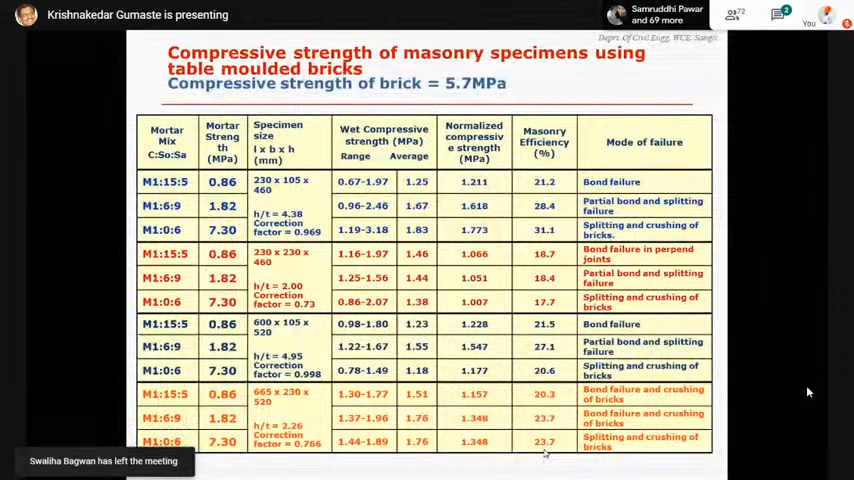 Krishnakedar Gumaste is presenting
Samruddhi Pawar
and 69 more
72
2
You
Deprt. Of Civil Engg, WCE, Sangli
Compressive strength of masonry specimens using
table moulded bricks
Compressive strength of brick = 5.7MPa
Mortar Mix C:So:Sa | Mortar Streng th (MPa) | Specimen size l x b x h (mm) | Wet Compressive strength (MPa) Range Average | Normalized compressiv e strength (MPa) | Masonry Efficiency (%) | Mode of failure
M1:15:5 0.86 230 x 105 x 460 0.67-1.97 1.25 1.211 21.2 Bond failure
M1:6:9 1.82 h/t = 4.38 0.96-2.46 1.67 1.618 28.4 Partial bond and splitting failure
M1:0:6 7.30 Correction factor = 0.969 1.19-3.18 1.83 1.773 31.1 Splitting and crushing of bricks.
M1:15:5 0.86 230 x 230 x 460 1.16-1.97 1.46 1.066 18.7 Bond failure in perpend joints
M1:6:9 1.82 h/t = 2.00 1.25-1.56 1.44 1.051 18.4 Partial bond and splitting failure
M1:0:6 7.30 Correction factor = 0.73 0.86-2.07 1.38 1.007 17.7 Splitting and crushing of bricks
M1:15:5 0.86 600 x 105 x 520 0.98-1.80 1.23 1.228 21.5 Bond failure
M1:6:9 1.82 h/t = 4.95 1.22-1.67 1.55 1.547 27.1 Partial bond and splitting failure
M1:0:6 7.30 Correction factor = 0.998 0.78-1.49 1.18 1.177 20.6 Splitting and crushing of bricks
M1:15:5 0.86 665 x 230 x 520 1.30-1.77 1.51 1.157 20.3 Bond failure and crushing of bricks
M1:6:9 1.82 h/t = 2.26 1.37-1.96 1.76 1.348 23.7 Bond failure and crushing of bricks
M1:0:6 7.30 Correction factor = 0.766 1.44-1.89 1.76 1.348 23.7 Splitting and crushing of bricks
Swaliha Bagwan has left the meeting